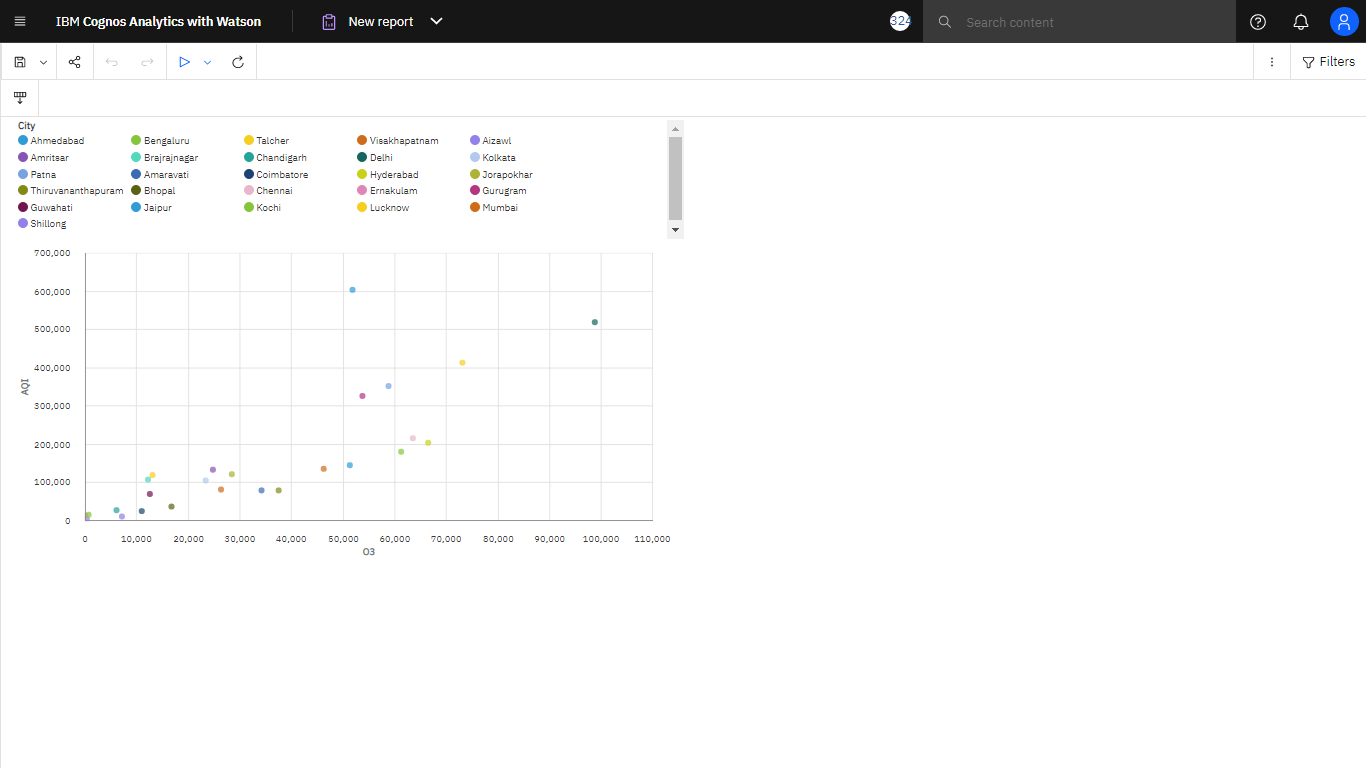 IBM Cognos Analytics with Watson
New report
324
Search content
Filters
City
Ahmedabad Bengaluru Talcher Visakhapatnam Aizawl
Amritsar Brajrajnagar Chandigarh Delhi Kolkata
Patna Amaravati Coimbatore Hyderabad Jorapokhar
Thiruvananthapuram Bhopal Chennai Ernakulam Gurugram
Guwahati Jaipur Kochi Lucknow Mumbai
Shillong
700,000
600,000
500,000
400,000
300,000
200,000
100,000
0
AQI
0 10,000 20,000 30,000 40,000 50,000 60,000 70,000 80,000 90,000 100,000 110,000
O3